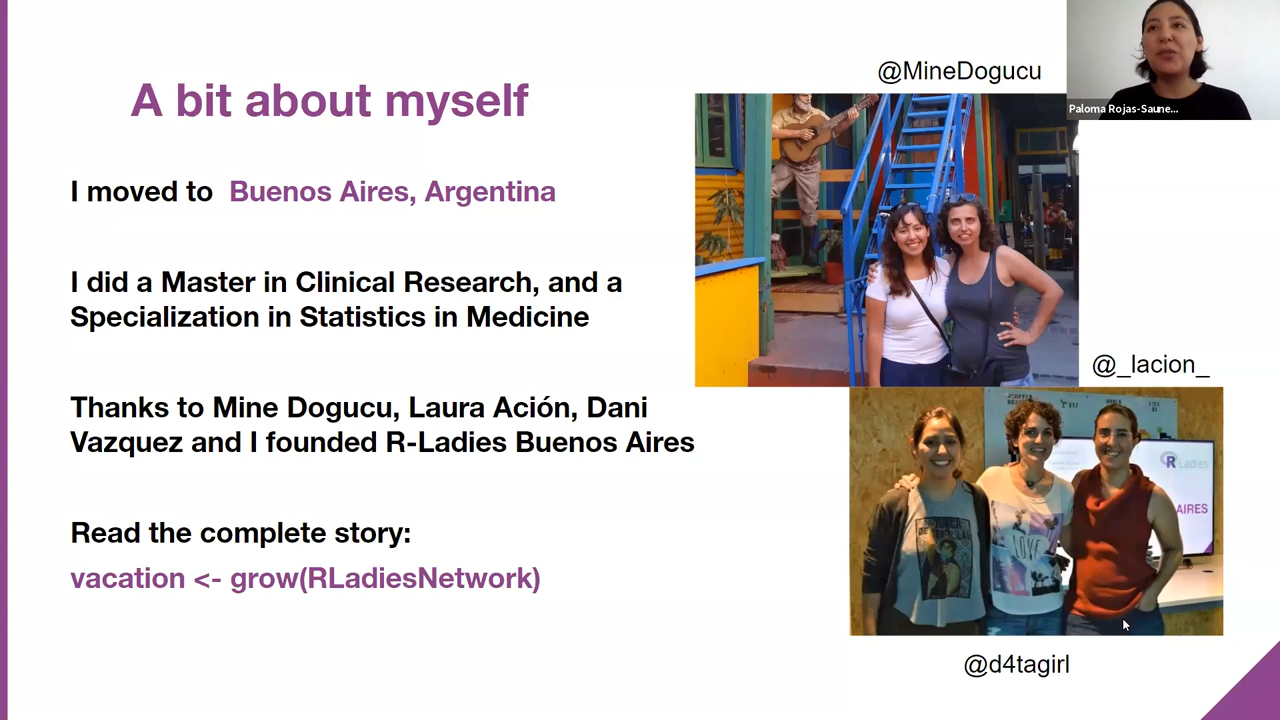 A bit about myself
@MineDogucu
Paloma Rojas-Saune...
I moved to Buenos Aires, Argentina
I did a Master in Clinical Research, and a
Specialization in Statistics in Medicine
@_lacion_
Thanks to Mine Dogucu, Laura Ación, Dani
Vazquez and I founded R-Ladies Buenos Aires
R Ladies
AIRES
LOVE
Read the complete story:
vacation <- grow(RLadiesNetwork)
@d4tagirl